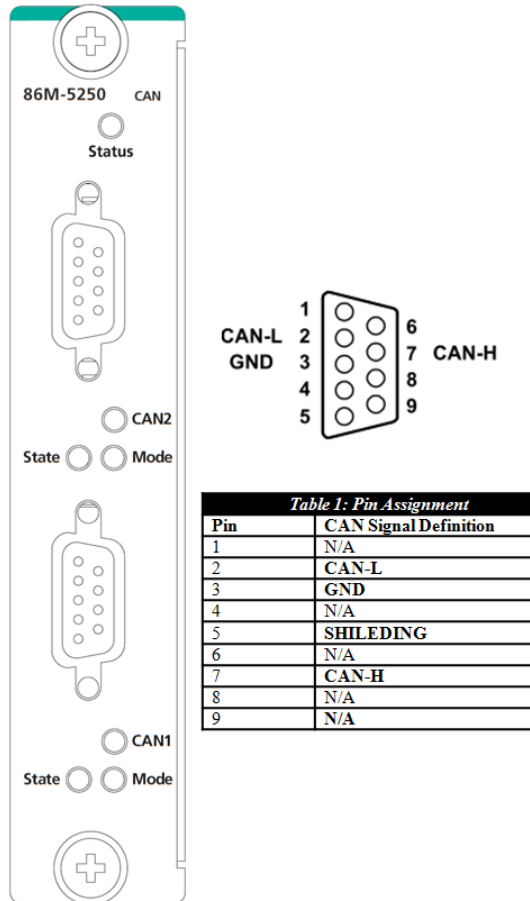 86M-5250 CAN
Status
CAN2
State Mode
CAN1
State Mode
1
6
CAN-L 2
7 CAN-H
GND 3
8
4
9
5
Table 1: Pin Assignment
Pin CAN Signal Definition
1 N/A
2 CAN-L
3 GND
4 N/A
5 SHILEDING
6 N/A
7 CAN-H
8 N/A
9 N/A